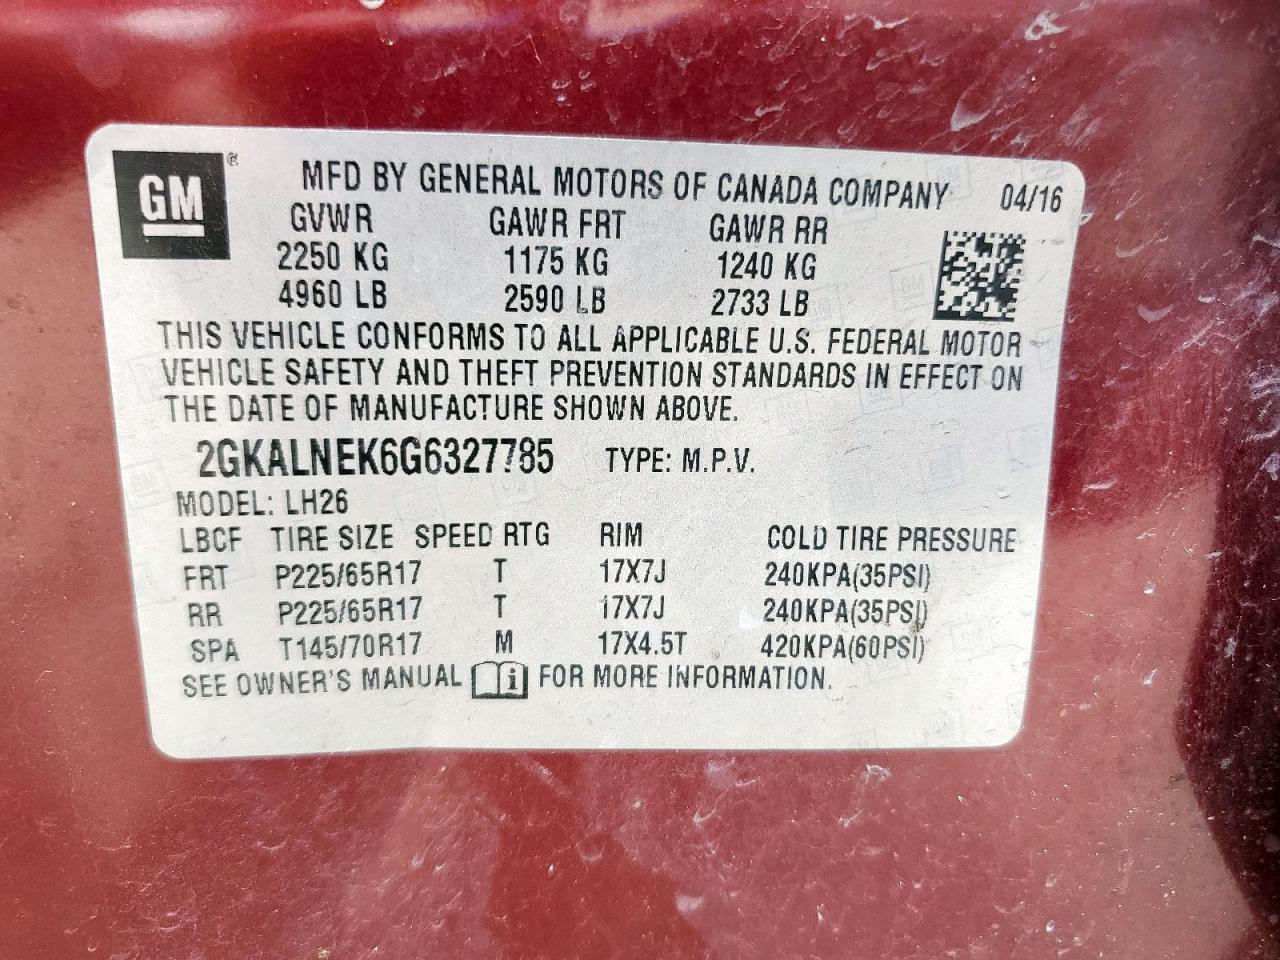 GM ®
MFD BY GENERAL MOTORS OF CANADA COMPANY 04/16
GVWR GAWR FRT GAWR RR
2250 KG 1175 KG 1240 KG
4960 LB 2590 LB 2733 LB
THIS VEHICLE CONFORMS TO ALL APPLICABLE U.S. FEDERAL MOTOR
VEHICLE SAFETY AND THEFT PREVENTION STANDARDS IN EFFECT ON
THE DATE OF MANUFACTURE SHOWN ABOVE.
2GKALNEK6G6327785 TYPE: M.P.V.
MODEL: LH26
LBCF TIRE SIZE SPEED RTG RIM COLD TIRE PRESSURE
FRT P225/65R17 T 17X7J 240KPA(35PSI)
RR P225/65R17 T 17X7J 240KPA(35PSI)
SPA T145/70R17 M 17X4.5T 420KPA(60PSI)
SEE OWNER'S MANUAL i FOR MORE INFORMATION.